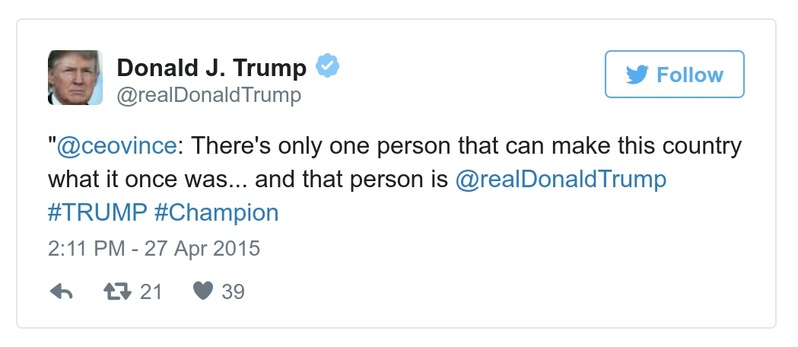 Donald J. Trump
Follow
@realDonaldTrump
"@ceovince: There's only one person that can make this country
what it once was... and that person is @realDonaldTrump
#TRUMP #Champion
2:11 PM - 27 Apr 2015
21 39